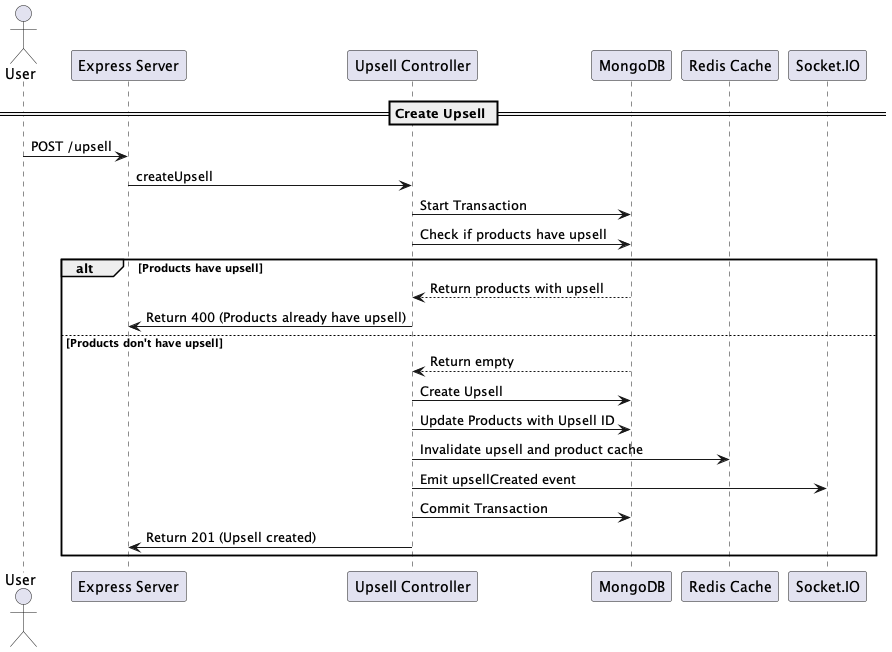 User
Express Server
Upsell Controller
MongoDB
Redis Cache
Socket.IO
Create Upsell
POST /upsell
createUpsell
Start Transaction
Check if products have upsell
alt
[Products have upsell]
Return products with upsell
Return 400 (Products already have upsell)
[Products don't have upsell]
Return empty
Create Upsell
Update Products with Upsell ID
Invalidate upsell and product cache
Emit upsellCreated event
Commit Transaction
Return 201 (Upsell created)
User
Express Server
Upsell Controller
MongoDB
Redis Cache
Socket.IO